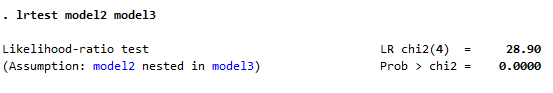 . lrtest model2 model3
Likelihood-ratio test LR chi2(4) = 28.90
(Assumption: model2 nested in model3) Prob > chi2 = 0.0000